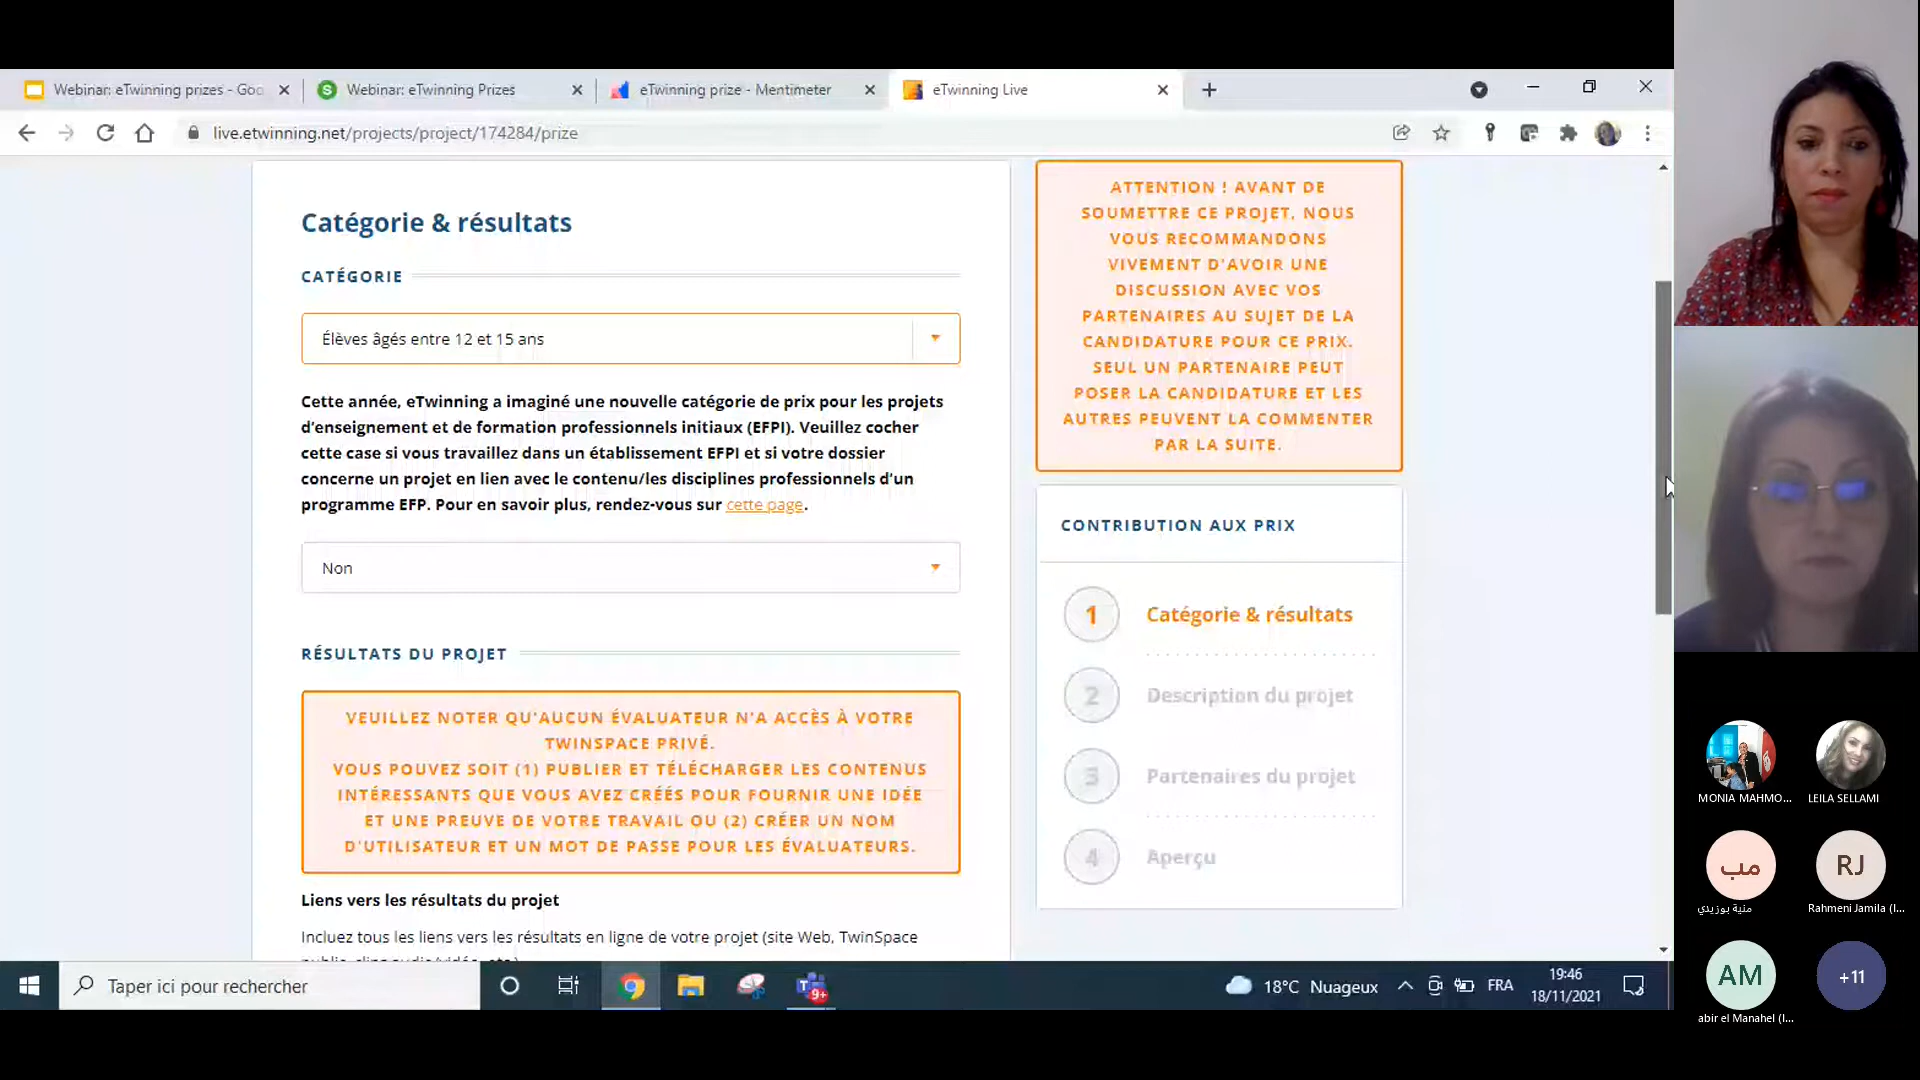 Webinar: eTwinning prizes - Goo
Webinar: eTwinning Prizes
eTwinning prize - Mentimeter
eTwinning Live
live.etwinning.net/projects/project/174284/prize
Catégorie & résultats
CATÉGORIE
Élèves âgés entre 12 et 15 ans
Cette année, eTwinning a imaginé une nouvelle catégorie de prix pour les projets
d'enseignement et de formation professionnels initiaux (EFPI). Veuillez cocher
cette case si vous travaillez dans un établissement EFPI et si votre dossier
concerne un projet en lien avec le contenu/les disciplines professionnels d'un
programme EFP. Pour en savoir plus, rendez-vous sur cette page.
Non
RÉSULTATS DU PROJET
VEUILLEZ NOTER QU'AUCUN ÉVALUATEUR N'A ACCÈS À VOTRE
TWINSPACE PRIVÉ.
VOUS POUVEZ SOIT (1) PUBLIER ET TÉLÉCHARGER LES CONTENUS
INTÉRESSANTS QUE VOUS AVEZ CRÉÉS POUR FOURNIR UNE IDÉE
ET UNE PREUVE DE VOTRE TRAVAIL OU (2) CRÉER UN NOM
D'UTILISATEUR ET UN MOT DE PASSE POUR LES ÉVALUATEURS.
Liens vers les résultats du projet
Incluez tous les liens vers les résultats en ligne de votre projet (site Web, TwinSpace
ATTENTION ! AVANT DE
SOUMETTRE CE PROJET, NOUS
VOUS RECOMMANDONS
VIVEMENT D'AVOIR UNE
DISCUSSION AVEC VOS
PARTENAIRES AU SUJET DE LA
CANDIDATURE POUR CE PRIX.
SEUL UN PARTENAIRE PEUT
POSER LA CANDIDATURE ET LES
AUTRES PEUVENT LA COMMENTER
PAR LA SUITE.
CONTRIBUTION AUX PRIX
1 Catégorie & résultats
2 Description du projet
3 Partenaires du projet
4 Aperçu
Taper ici pour rechercher
9+
18°C Nuageux
FRA
19:46
18/11/2021
MONIA MAHMO...
LEILA SELLAMI
مب
منية بوزيدي
RJ
Rahmeni Jamila (I...
AM
abir el Manahel (I...
+11